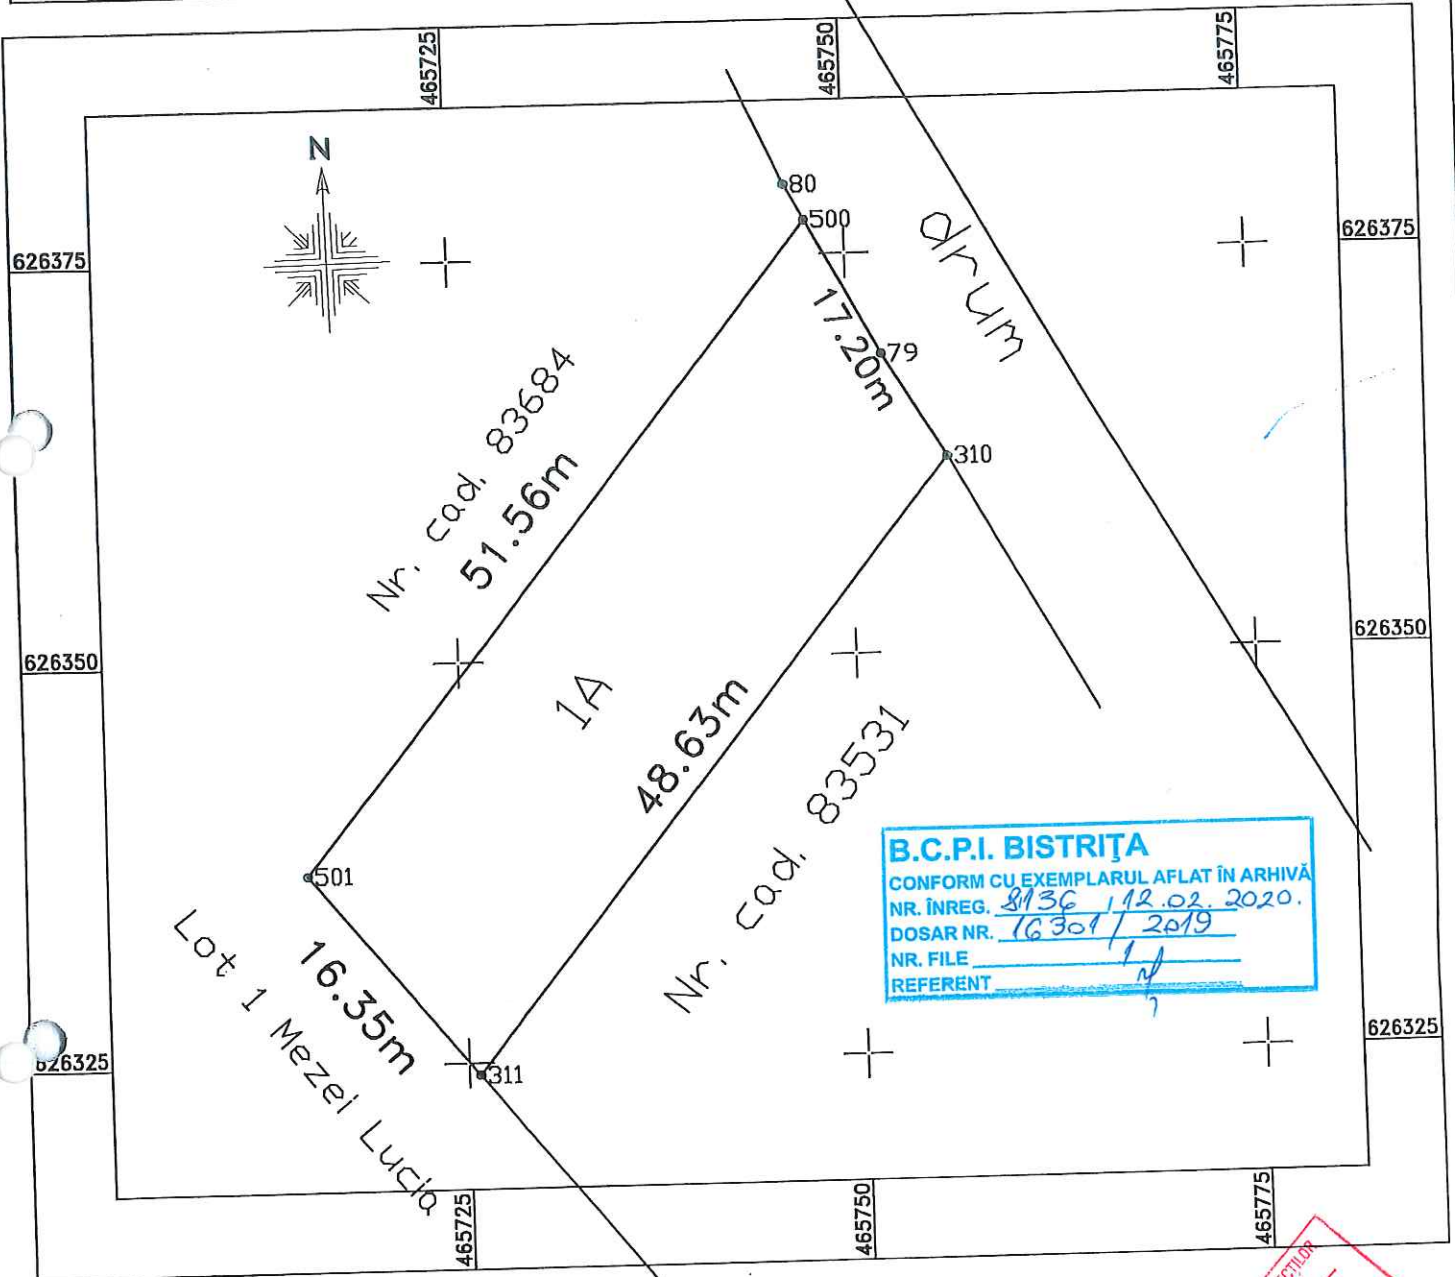 465725
465750
465775
N
80
500
626375
626375
drum
17.20m
79
Nr. cad. 83684
51.56m
310
626350
626350
1A
48.63m
Nr. cad. 83531
B.C.P.I. BISTRIŢA
CONFORM CU EXEMPLARUL AFLAT ÎN ARHIVĂ
NR. ÎNREG. 8136 / 12.02.2020.
DOSAR NR. 16301 / 2019
NR. FILE 1
REFERENT
501
Lot 1 Mezei Lucia
16.35m
626325
626325
311
465725
465750
465775